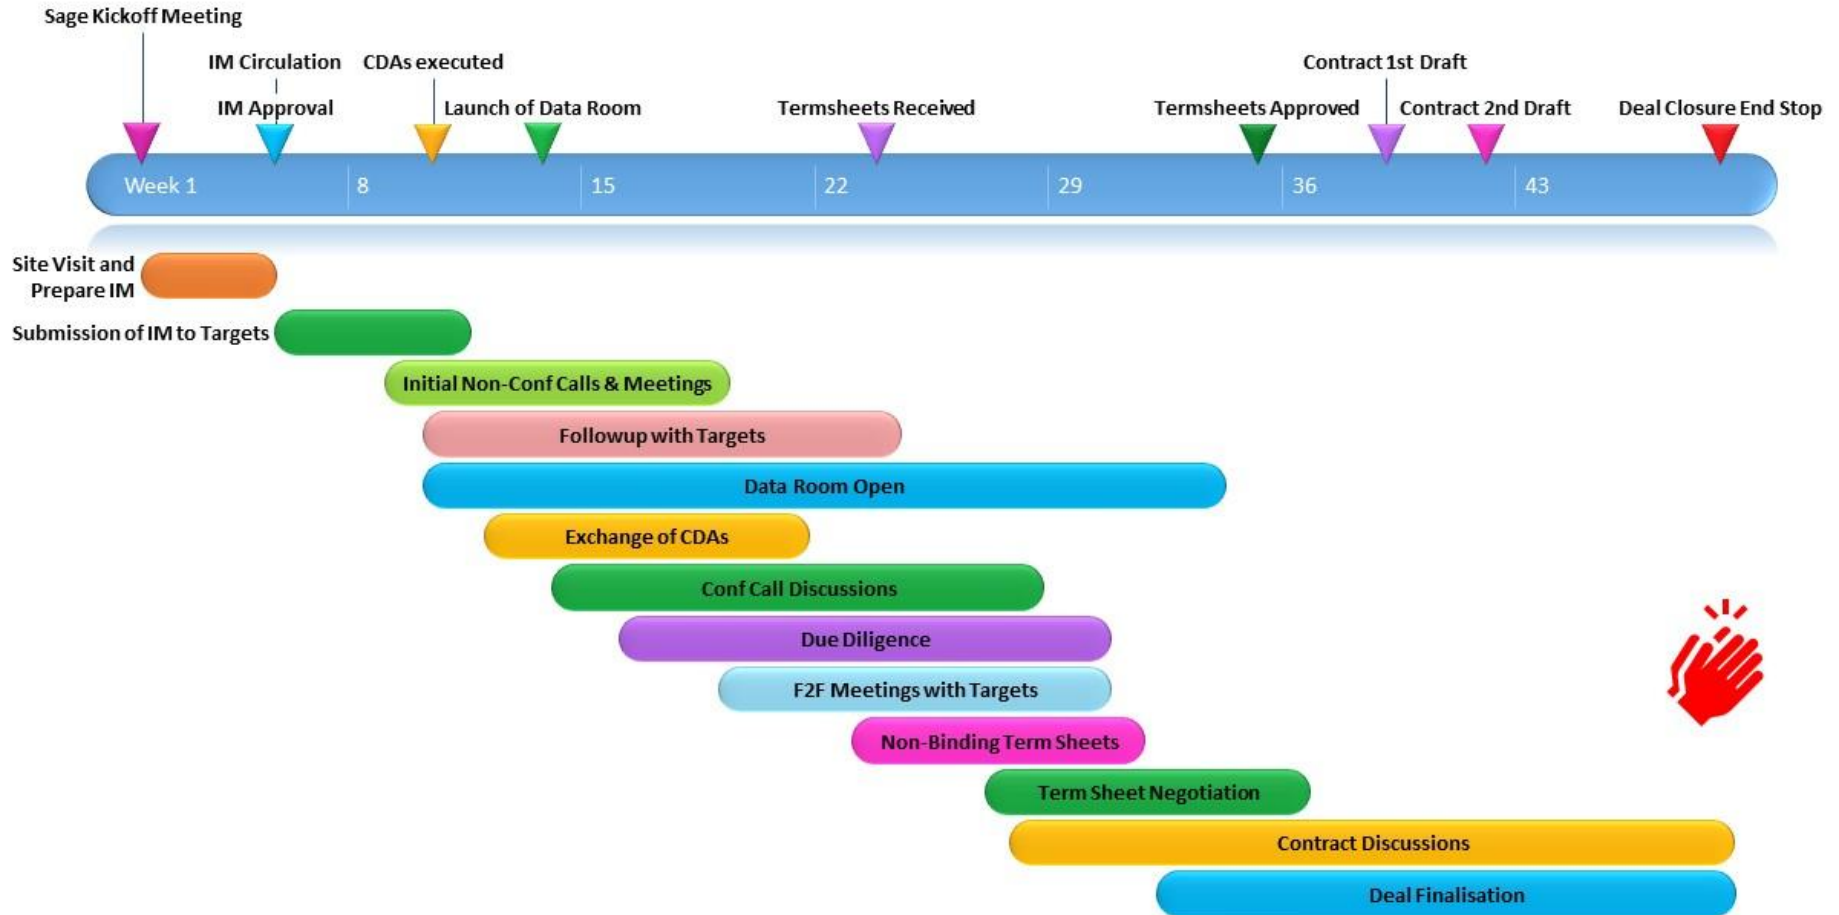 Sage Kickoff Meeting
IM Circulation
CDAs executed
Contract 1st Draft
IM Approval
Launch of Data Room
Termsheets Received
Termsheets Approved
Contract 2nd Draft
Deal Closure End Stop
Week 1
8
15
22
29
36
43
Site Visit and
Prepare IM
Submission of IM to Targets
Initial Non-Conf Calls & Meetings
Followup with Targets
Data Room Open
Exchange of CDAs
Conf Call Discussions
Due Diligence
F2F Meetings with Targets
Non-Binding Term Sheets
Term Sheet Negotiation
Contract Discussions
Deal Finalisation